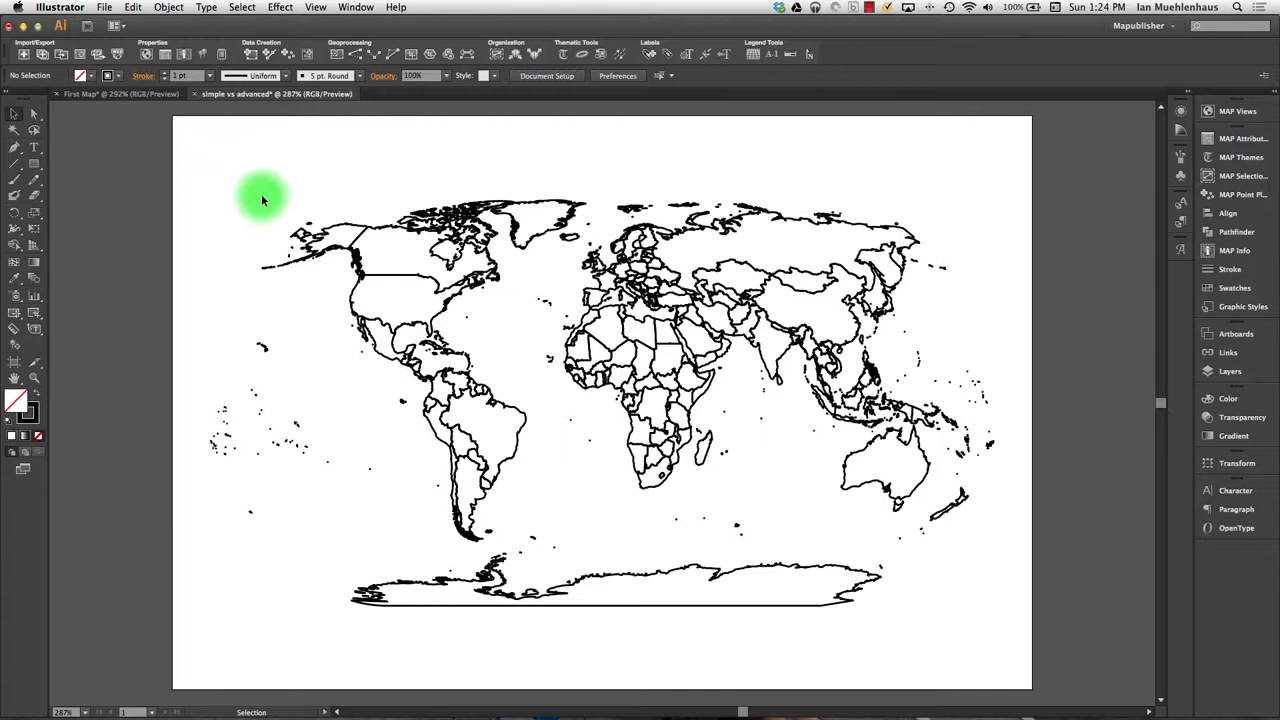 Illustrator File Edit Object Type Select Effect View Window Help
100% Sun 1:24 PM Ian Muehlenhaus
Ai Mapublisher
Import/Export Properties Data Creation Geoprocessing Organization Thematic Tools Labels Legend Tools
No Selection Stroke: 1 pt Uniform 5 pt. Round Opacity: 100% Style: Document Setup Preferences
× First Map* @ 292% (RGB/Preview) × simple vs advanced* @ 287% (RGB/Preview)
MAP Views
MAP Attribut...
MAP Themes
MAP Selectio...
MAP Point Pl...
Align
Pathfinder
MAP Info
Stroke
Swatches
Graphic Styles
Artboards
Links
Layers
Color
Transparency
Gradient
Transform
Character
Paragraph
OpenType
287% 1 Selection